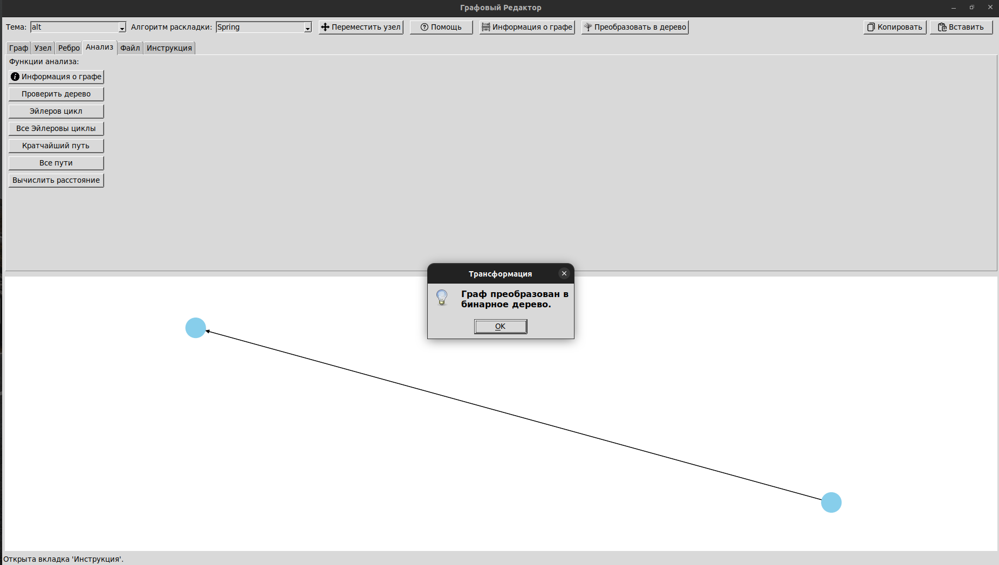 Графовый Редактор
Тема: alt Алгоритм раскладки: Spring Переместить узел Помощь Информация о графе Преобразовать в дерево Копировать Вставить
Граф Узел Ребро Анализ Файл Инструкция
Функции анализа:
Информация о графе
Проверить дерево
Эйлеров цикл
Все Эйлеровы циклы
Кратчайший путь
Все пути
Вычислить расстояние
Трансформация
Граф преобразован в
бинарное дерево.
OK
Открыта вкладка 'Инструкция'.